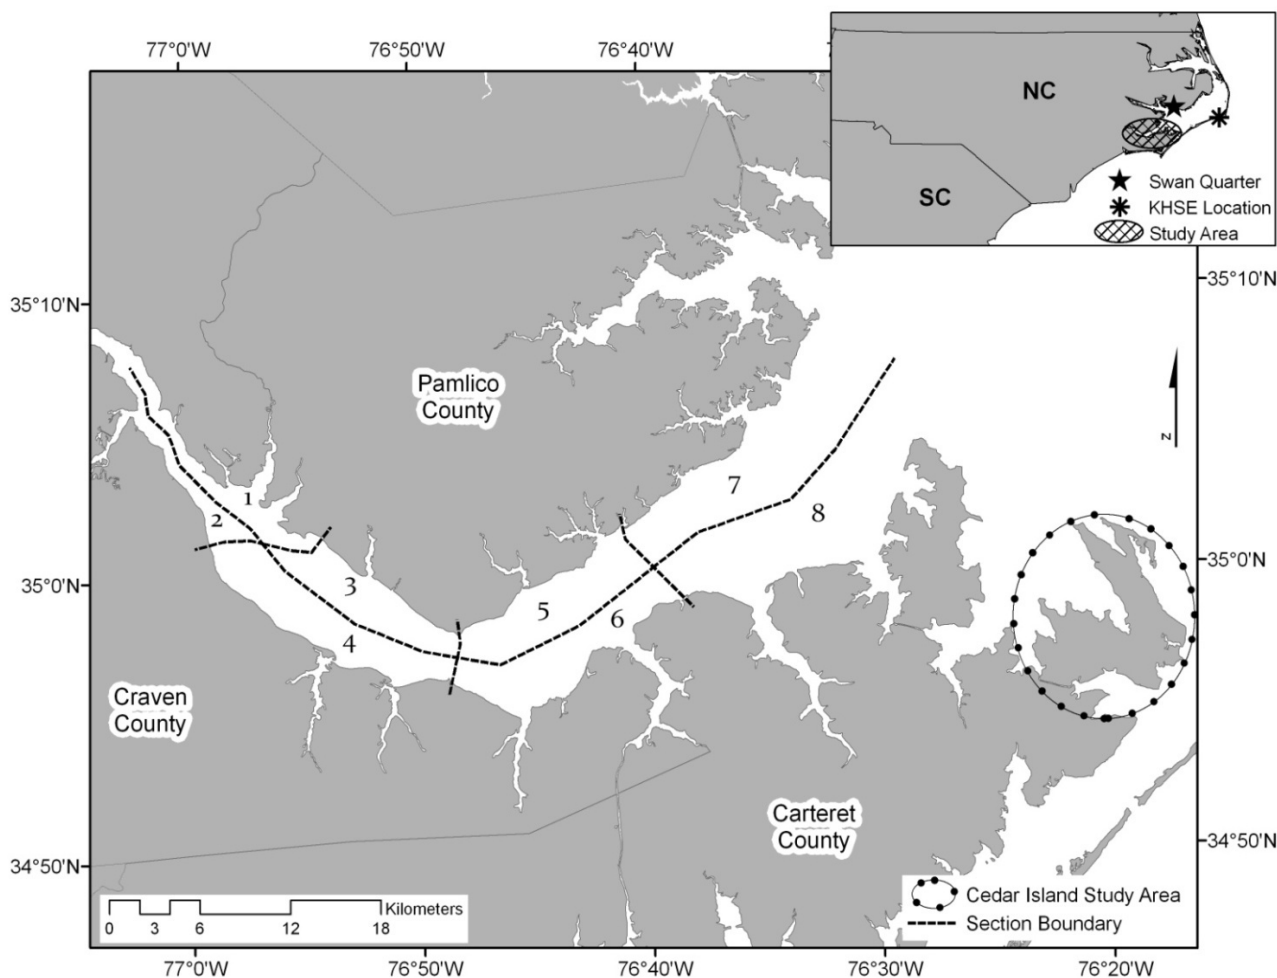 77°0'W 76°50'W 76°40'W
NC
SC
Swan Quarter
KHSE Location
Study Area
35°10'N
35°10'N
Pamlico
County
N
1
2
7
8
3
4
5
6
35°0'N
35°0'N
Craven
County
Carteret
County
34°50'N
34°50'N
Cedar Island Study Area
Section Boundary
Kilometers
0 3 6 12 18
77°0'W 76°50'W 76°40'W 76°30'W 76°20'W